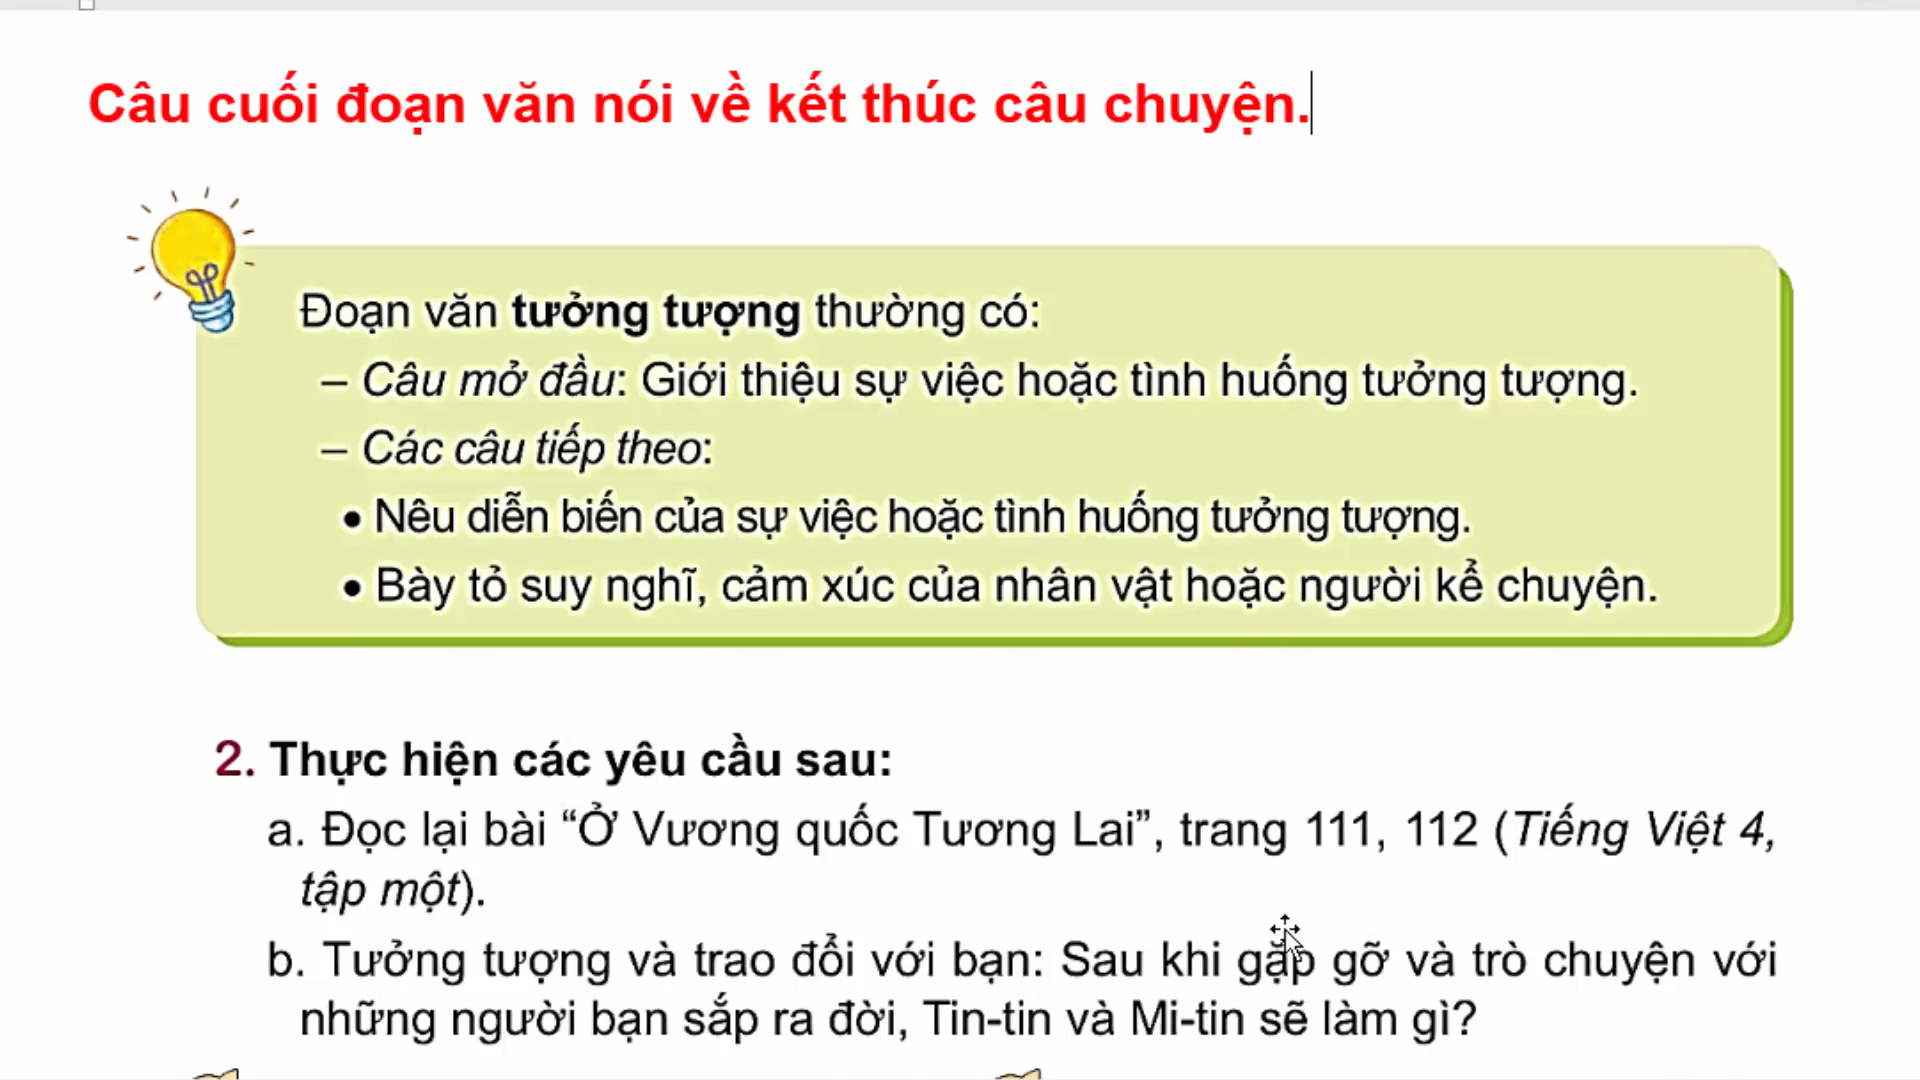 Câu cuối đoạn văn nói về kết thúc câu chuyện.
Đoạn văn tưởng tượng thường có:
– Câu mở đầu: Giới thiệu sự việc hoặc tình huống tưởng tượng.
– Các câu tiếp theo:
• Nêu diễn biến của sự việc hoặc tình huống tưởng tượng.
• Bày tỏ suy nghĩ, cảm xúc của nhân vật hoặc người kể chuyện.
2. Thực hiện các yêu cầu sau:
a. Đọc lại bài “Ở Vương quốc Tương Lai”, trang 111, 112 (Tiếng Việt 4,
tập một).
b. Tưởng tượng và trao đổi với bạn: Sau khi gặp gỡ và trò chuyện với
những người bạn sắp ra đời, Tin-tin và Mi-tin sẽ làm gì?